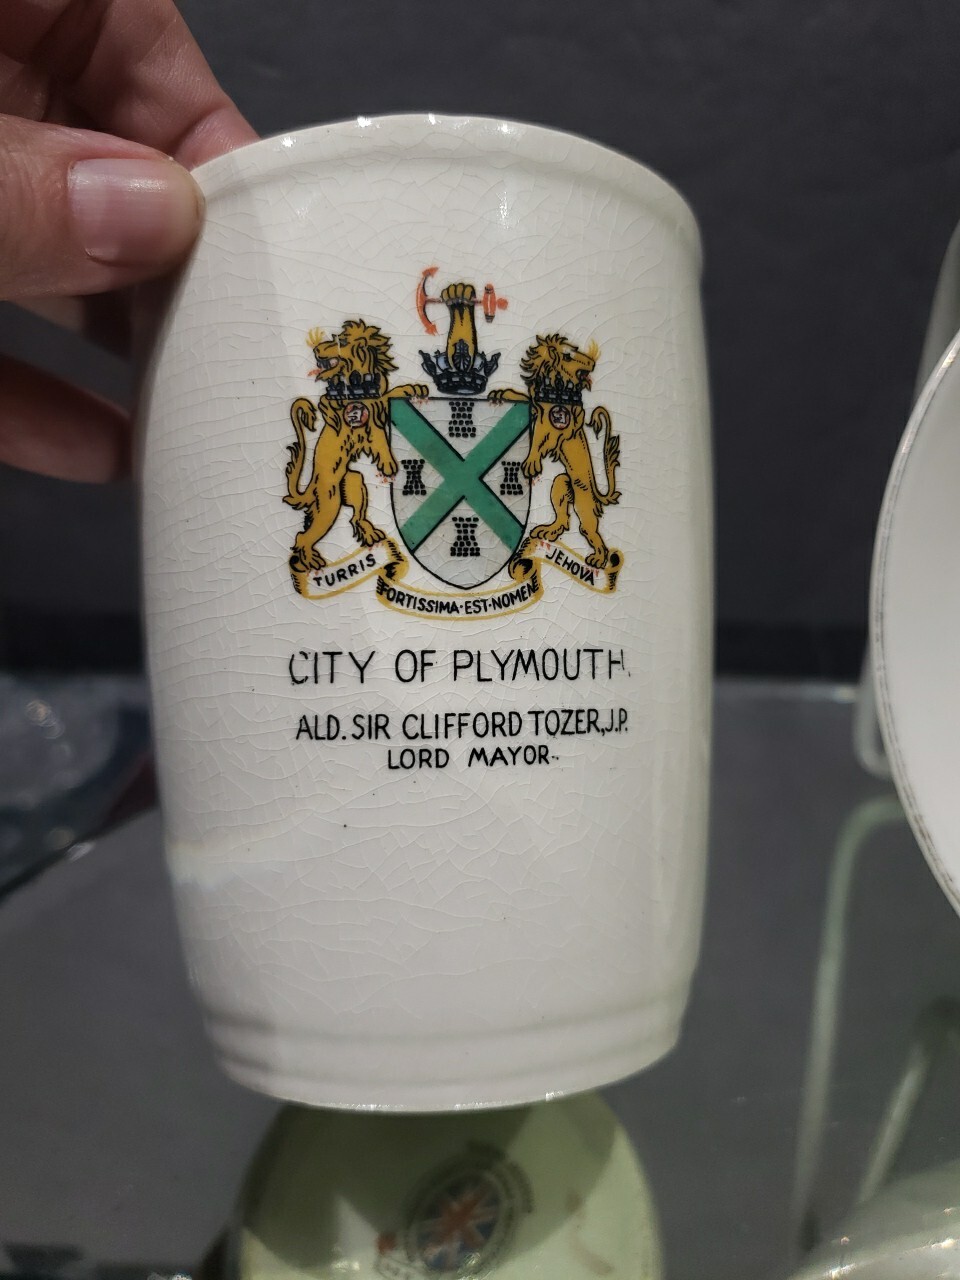 TURRIS
FORTISSIMA·EST·NOMEN
JEHOVA
CITY OF PLYMOUTH.
ALD. SIR CLIFFORD TOZER, J.P.
LORD MAYOR